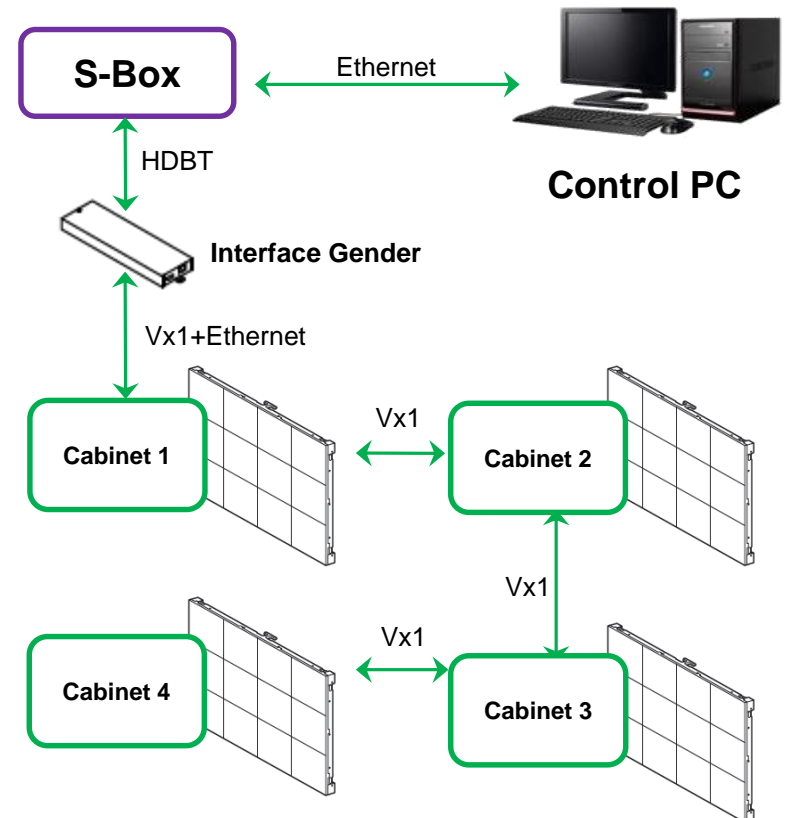 S-Box
Ethernet
HDBT
Control PC
Interface Gender
Vx1+Ethernet
Vx1
Cabinet 1
Cabinet 2
Vx1
Vx1
Cabinet 4
Cabinet 3